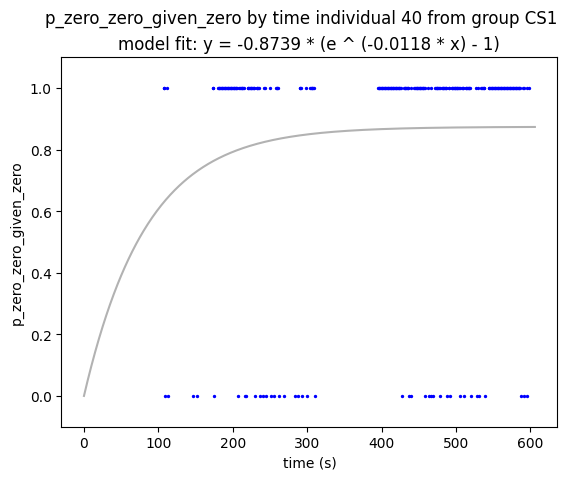 p_zero_zero_given_zero by time individual 40 from group CS1
model fit: y = -0.8739 * (e ^ (-0.0118 * x) - 1)
1.0
0.8
0.6
0.4
0.2
0.0
p_zero_zero_given_zero
0 100 200 300 400 500 600
time (s)